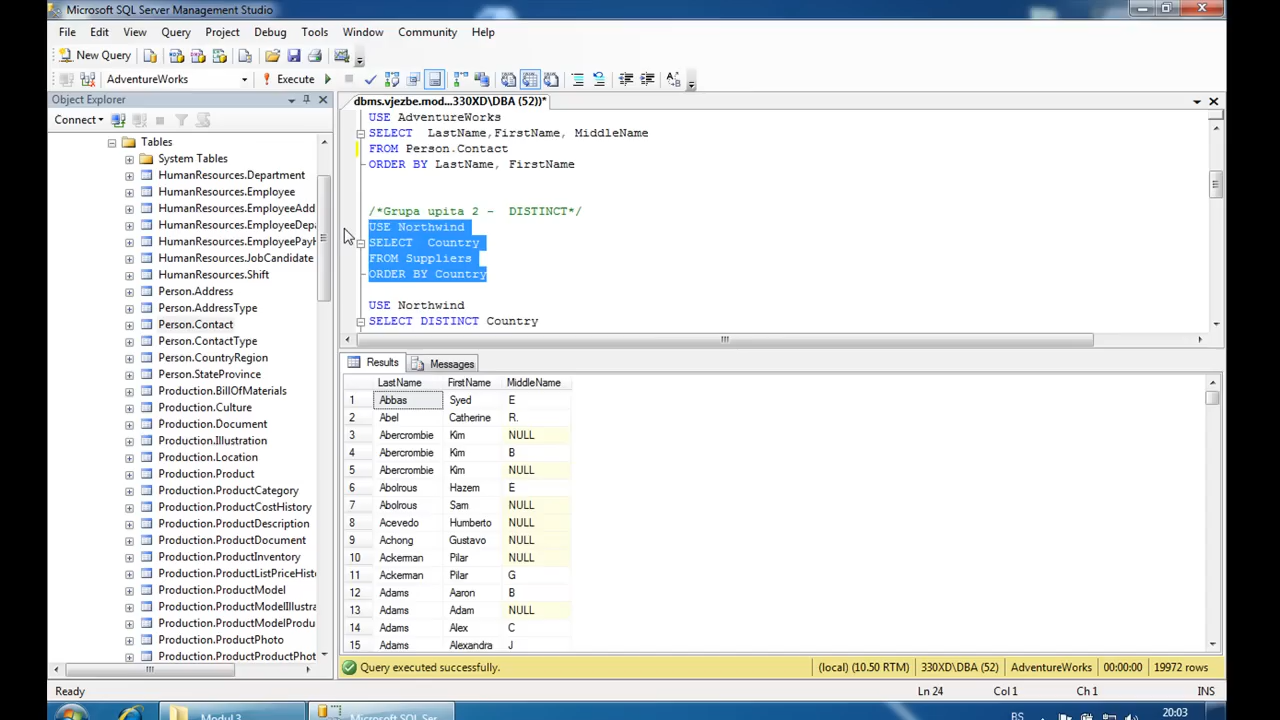 Microsoft SQL Server Management Studio
File Edit View Query Project Debug Tools Window Community Help
New Query
AdventureWorks Execute
Object Explorer
Connect
Tables
System Tables
HumanResources.Department
HumanResources.Employee
HumanResources.EmployeeAdd
HumanResources.EmployeeDepa
HumanResources.EmployeePayH
HumanResources.JobCandidate
HumanResources.Shift
Person.Address
Person.AddressType
Person.Contact
Person.ContactType
Person.CountryRegion
Person.StateProvince
Production.BillOfMaterials
Production.Culture
Production.Document
Production.Illustration
Production.Location
Production.Product
Production.ProductCategory
Production.ProductCostHistory
Production.ProductDescription
Production.ProductDocument
Production.ProductInventory
Production.ProductListPriceHist
Production.ProductModel
Production.ProductModelIllustra
Production.ProductModelProdu
Production.ProductPhoto
Production.ProductProductPhot
dbms.vjezbe.mod...330XD\DBA (52))*
USE AdventureWorks
SELECT LastName,FirstName, MiddleName
FROM Person.Contact
ORDER BY LastName, FirstName
/*Grupa upita 2 - DISTINCT*/
USE Northwind
SELECT Country
FROM Suppliers
ORDER BY Country
USE Northwind
SELECT DISTINCT Country
Results Messages
LastName FirstName MiddleName
1 Abbas Syed E
2 Abel Catherine R.
3 Abercrombie Kim NULL
4 Abercrombie Kim B
5 Abercrombie Kim NULL
6 Abolrous Hazem E
7 Abolrous Sam NULL
8 Acevedo Humberto NULL
9 Achong Gustavo NULL
10 Ackerman Pilar NULL
11 Ackerman Pilar G
12 Adams Aaron B
13 Adams Adam NULL
14 Adams Alex C
15 Adams Alexandra J
Query executed successfully. (local) (10.50 RTM) 330XD\DBA (52) AdventureWorks 00:00:00 19972 rows
Ready Ln 24 Col 1 Ch 1 INS
Modul 3 Microsoft SQL Ser... BS 20:03